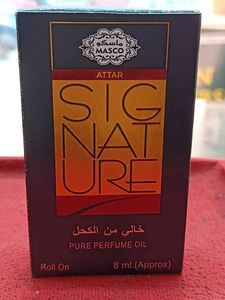 ماسكو
MASCO
ATTAR
SIG
NAT
URE
خالي من الكحل
PURE PERFUME OIL
Roll On
8 ml.(Approx)